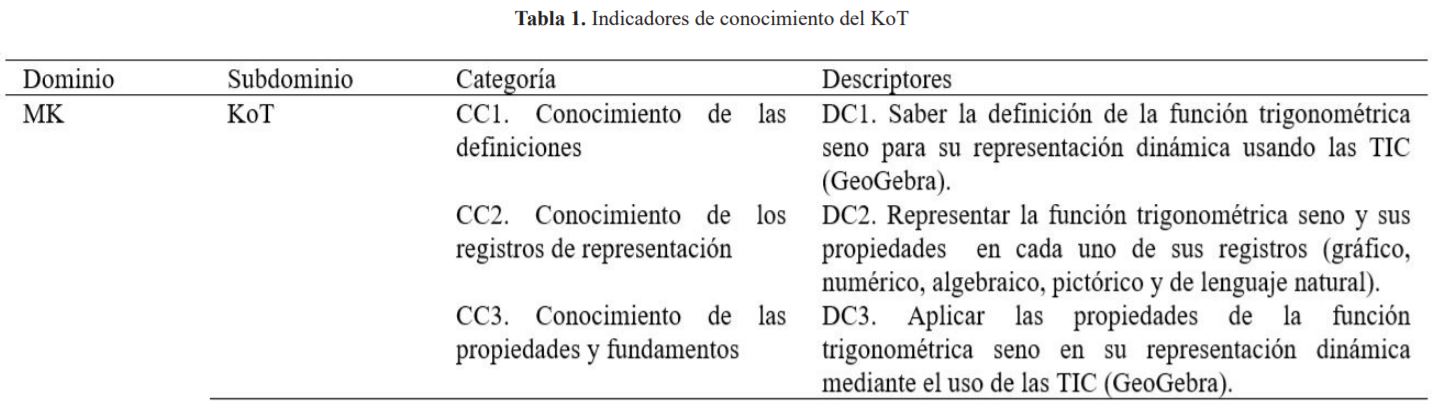 Tabla 1. Indicadores de conocimiento del KoT
Dominio Subdominio Categoría Descriptores
MK KoT CC1. Conocimiento de las definiciones DC1. Saber la definición de la función trigonométrica
seno para su representación dinámica usando las TIC
(GeoGebra).
CC2. Conocimiento de los registros de representación DC2. Representar la función trigonométrica seno y sus
propiedades en cada uno de sus registros (gráfico,
numérico, algebraico, pictórico y de lenguaje natural).
CC3. Conocimiento de las propiedades y fundamentos DC3. Aplicar las propiedades de la función
trigonométrica seno en su representación dinámica
mediante el uso de las TIC (GeoGebra).